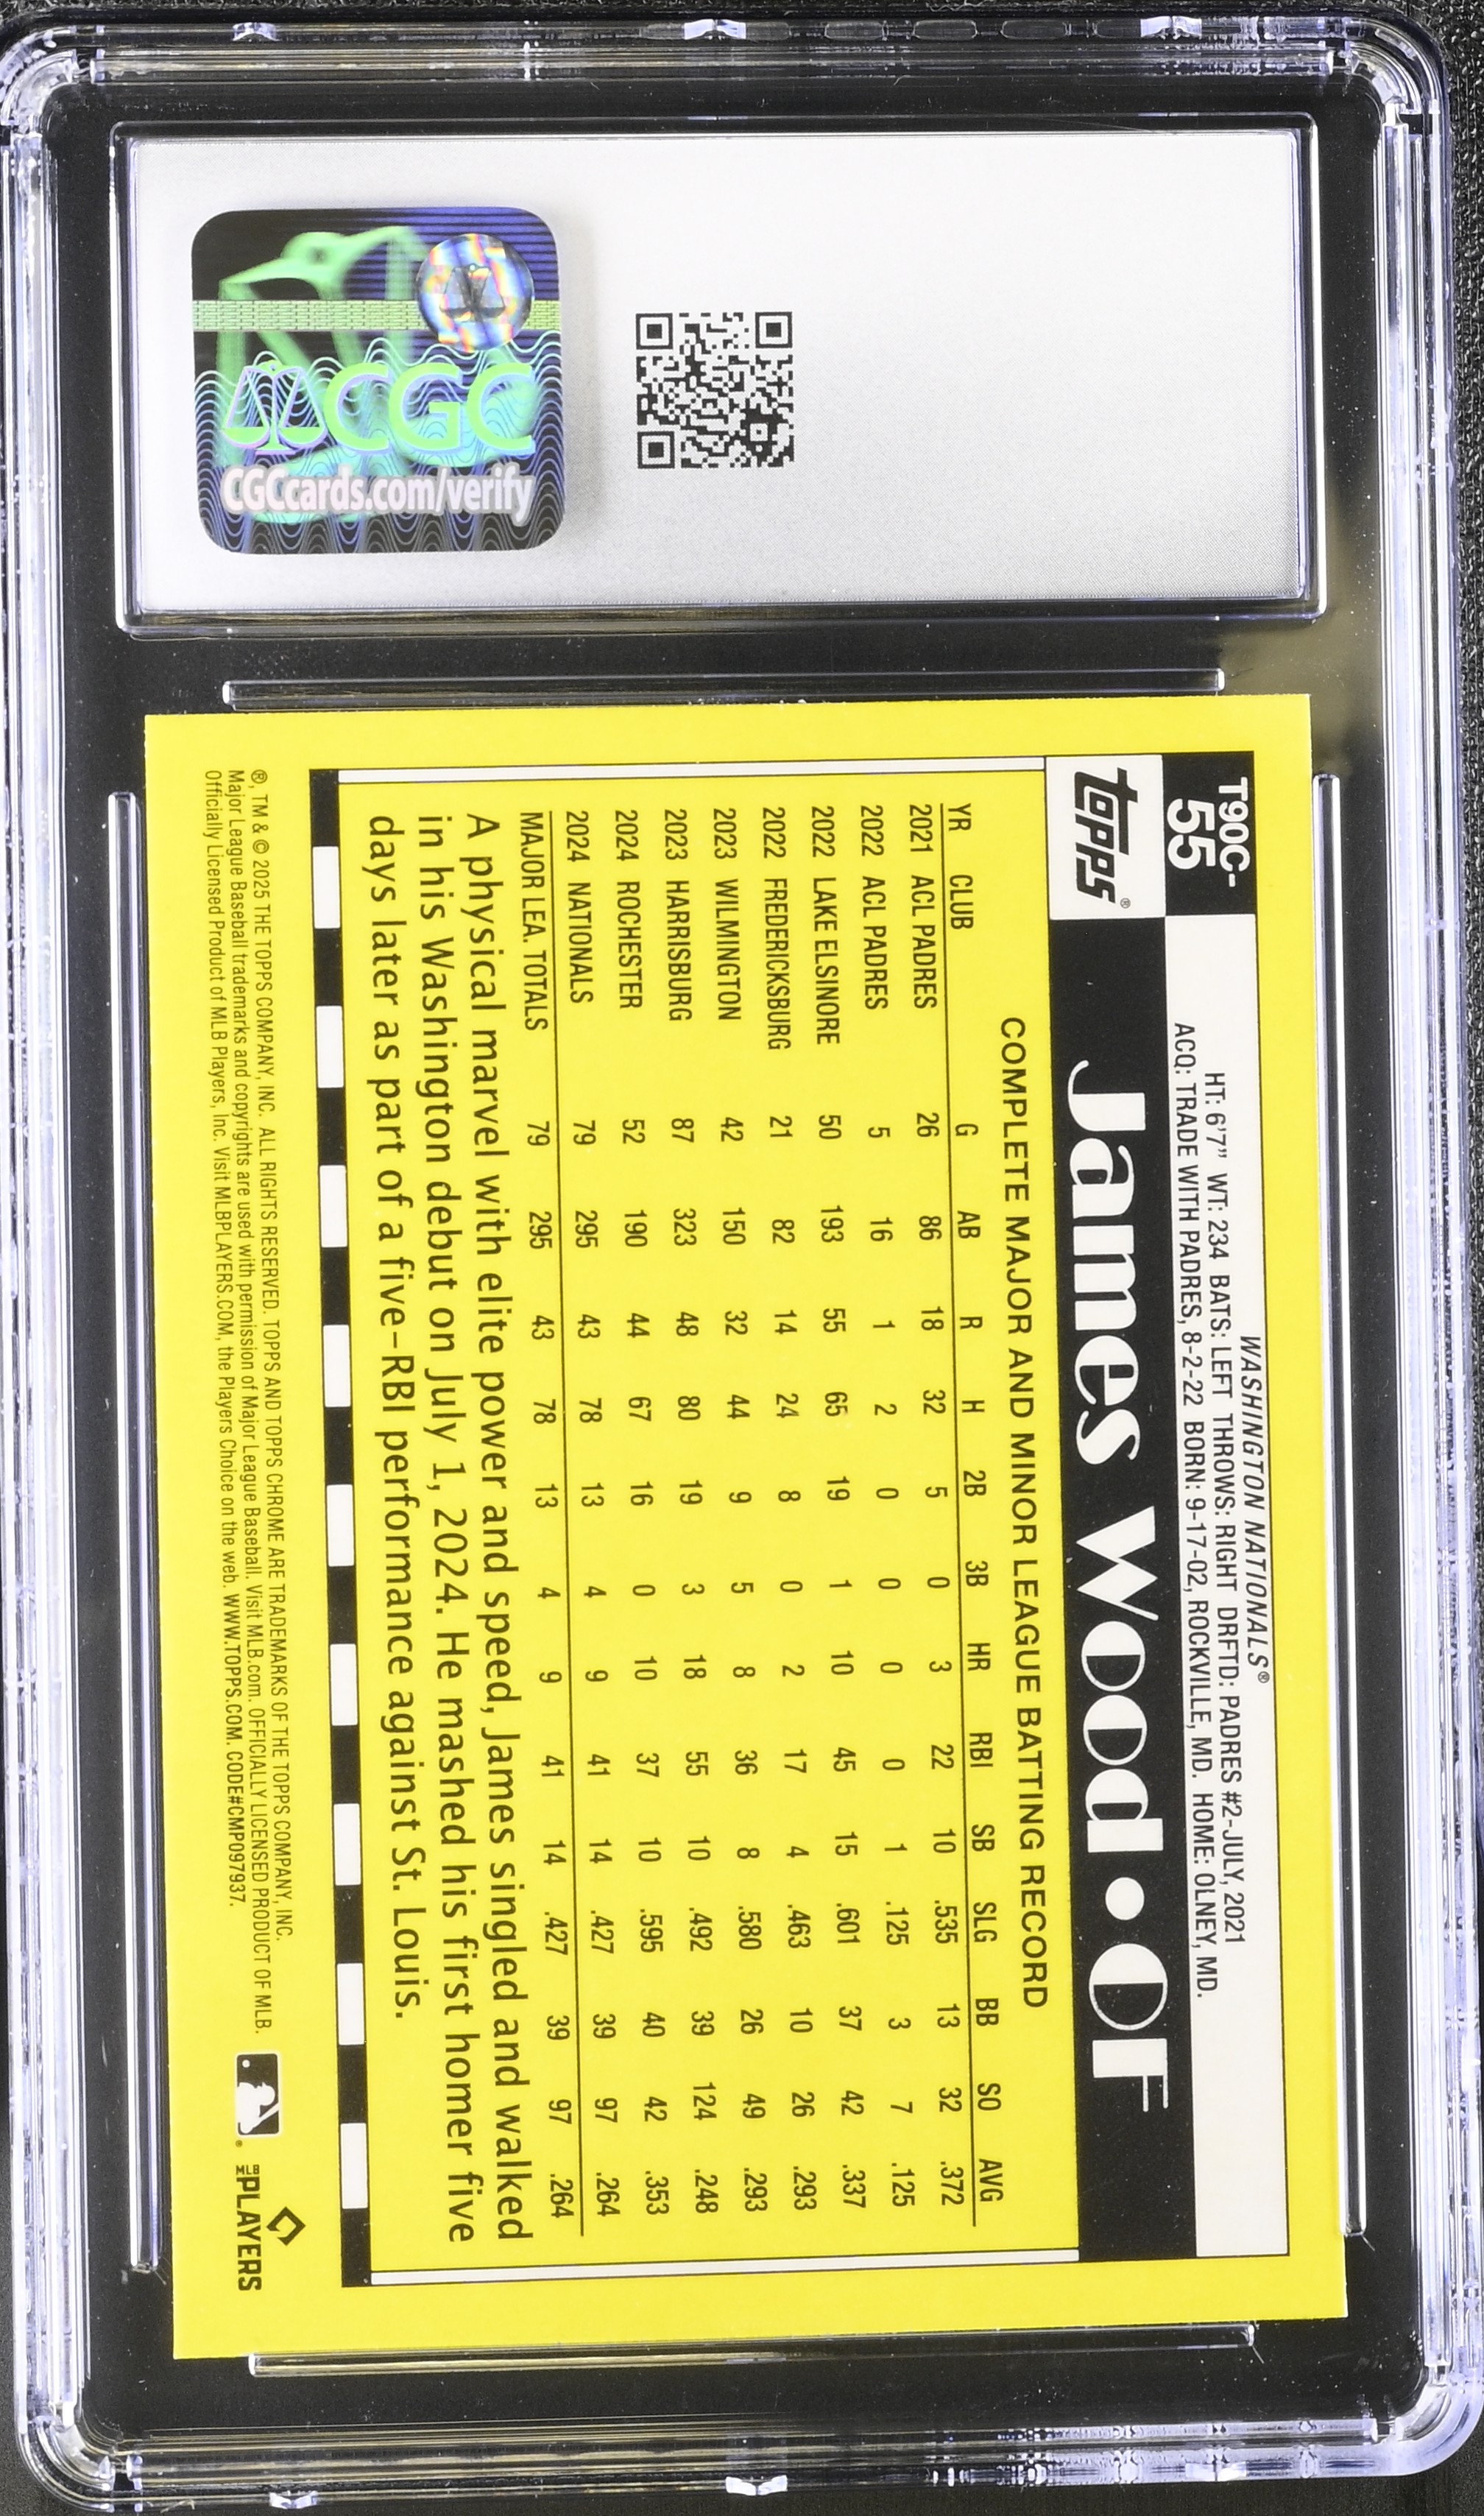 CGC
CGCcards.com/verify
T90C-
55
topps®
WASHINGTON NATIONALS®
HT: 6'7" WT: 234 BATS: LEFT THROWS: RIGHT DRFTD: PADRES #2-JULY, 2021
ACQ: TRADE WITH PADRES, 8-2-22 BORN: 9-17-02, ROCKVILLE, MD. HOME: OLNEY, MD.
James Wood • OF
COMPLETE MAJOR AND MINOR LEAGUE BATTING RECORD
YR CLUB G AB R H 2B 3B HR RBI SB SLG BB SO AVG
2021 ACL PADRES 26 86 18 32 5 0 3 22 10 .535 13 32 .372
2022 ACL PADRES 5 16 1 2 0 0 0 0 1 .125 3 7 .125
2022 LAKE ELSINORE 50 193 55 65 19 1 10 45 15 .601 37 42 .337
2022 FREDERICKSBURG 21 82 14 24 8 0 2 17 4 .463 10 26 .293
2023 WILMINGTON 42 150 32 44 9 5 8 36 8 .580 26 49 .293
2023 HARRISBURG 87 323 48 80 19 3 18 55 10 .492 39 124 .248
2024 ROCHESTER 52 190 44 67 16 0 10 37 10 .595 40 42 .353
2024 NATIONALS 79 295 43 78 13 4 9 41 14 .427 39 97 .264
MAJOR LEA. TOTALS 79 295 43 78 13 4 9 41 14 .427 39 97 .264
A physical marvel with elite power and speed, James singled and walked
in his Washington debut on July 1, 2024. He mashed his first homer five
days later as part of a five-RBI performance against St. Louis.
®, TM & © 2025 THE TOPPS COMPANY, INC. ALL RIGHTS RESERVED. TOPPS AND TOPPS CHROME ARE TRADEMARKS OF THE TOPPS COMPANY, INC.
Major League Baseball trademarks and copyrights are used with permission of Major League Baseball. Visit MLB.com. OFFICIALLY LICENSED PRODUCT OF MLB.
Officially Licensed Product of MLB Players, Inc. Visit MLBPLAYERS.COM, the Players Choice on the web. WWW.TOPPS.COM. CODE#CMP097937.
MLB PLAYERS